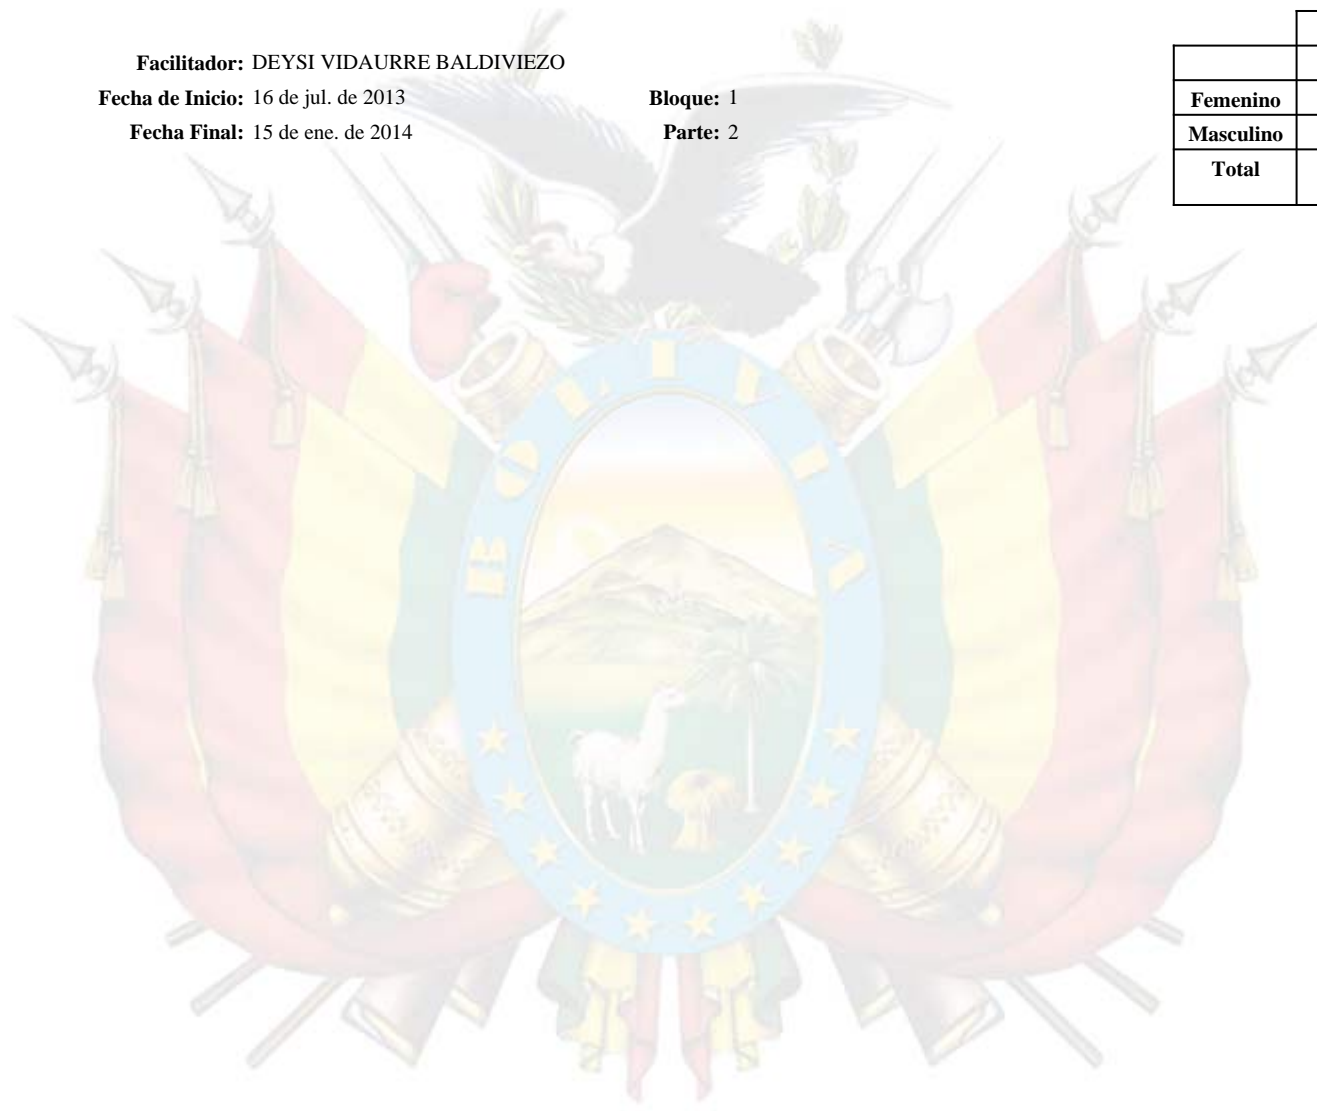 Facilitador: DEYSI VIDAURRE BALDIVIEZO
Fecha de Inicio: 16 de jul. de 2013 Bloque: 1
Fecha Final: 15 de ene. de 2014 Parte: 2
Femenino
Masculino
Total
BOLIVIA